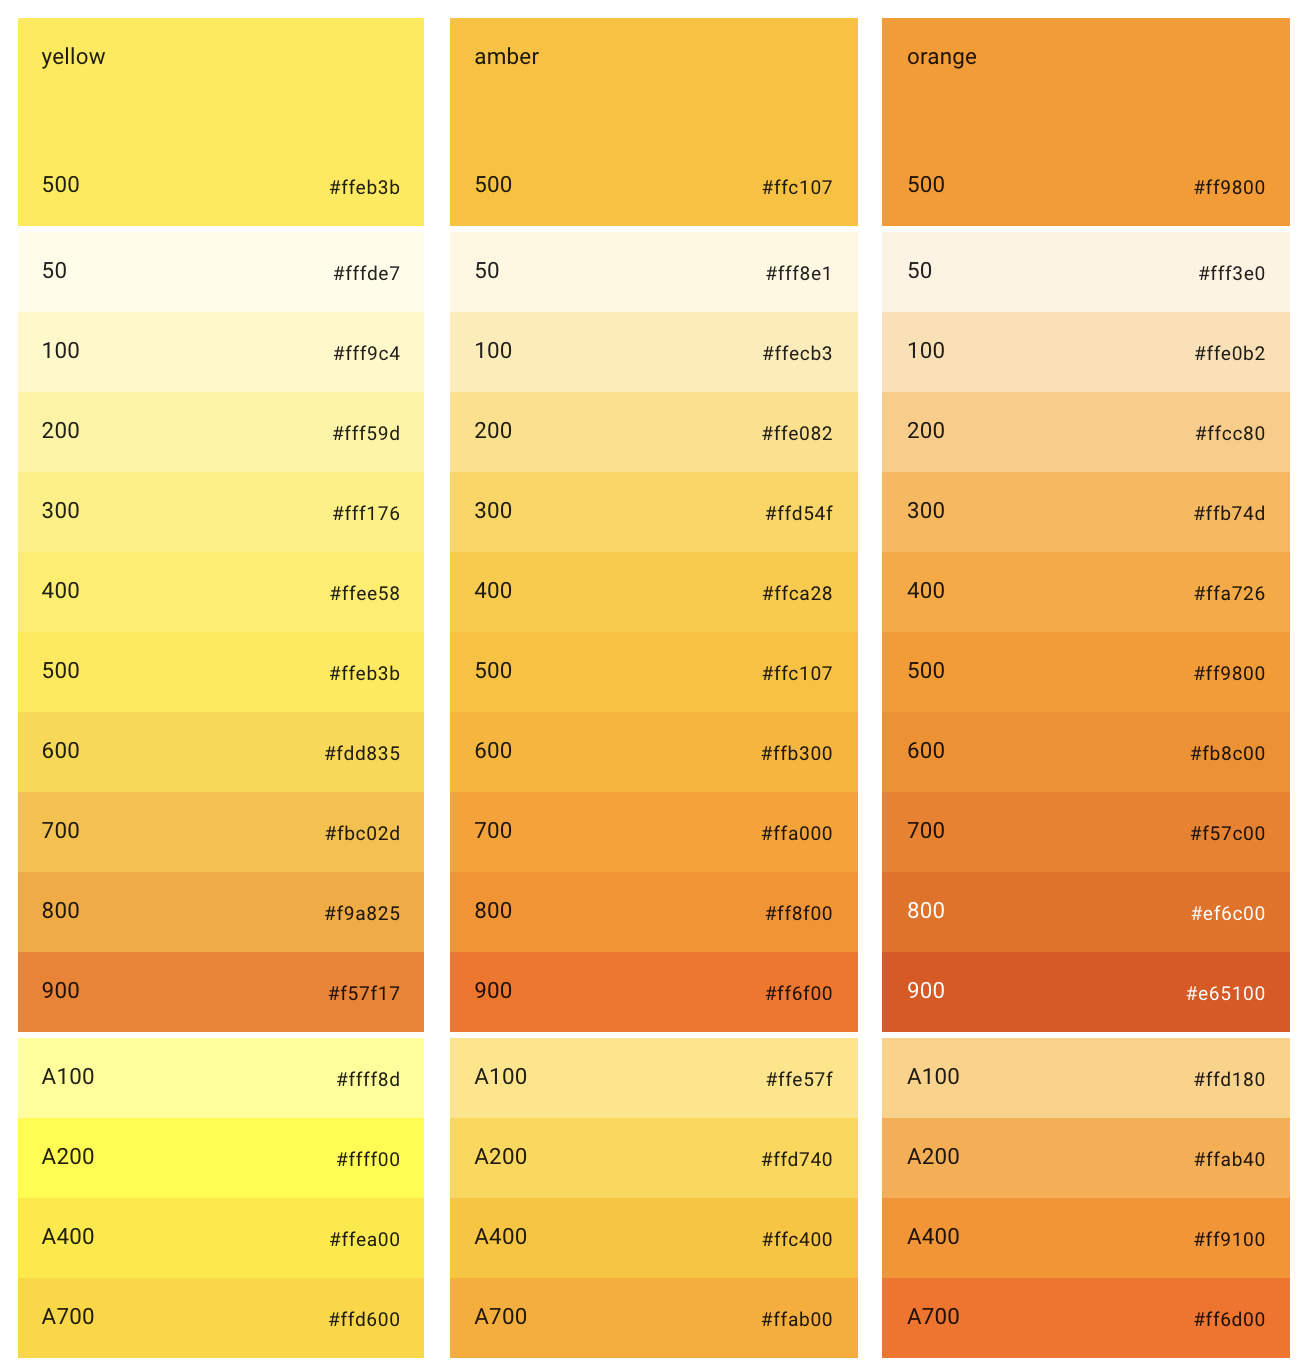 yellow
500 #ffeb3b
50 #fffde7
100 #fff9c4
200 #fff59d
300 #fff176
400 #ffee58
500 #ffeb3b
600 #fdd835
700 #fbc02d
800 #f9a825
900 #f57f17
A100 #ffff8d
A200 #ffff00
A400 #ffea00
A700 #ffd600
amber
500 #ffc107
50 #fff8e1
100 #ffecb3
200 #ffe082
300 #ffd54f
400 #ffca28
500 #ffc107
600 #ffb300
700 #ffa000
800 #ff8f00
900 #ff6f00
A100 #ffe57f
A200 #ffd740
A400 #ffc400
A700 #ffab00
orange
500 #ff9800
50 #fff3e0
100 #ffe0b2
200 #ffcc80
300 #ffb74d
400 #ffa726
500 #ff9800
600 #fb8c00
700 #f57c00
800 #ef6c00
900 #e65100
A100 #ffd180
A200 #ffab40
A400 #ff9100
A700 #ff6d00